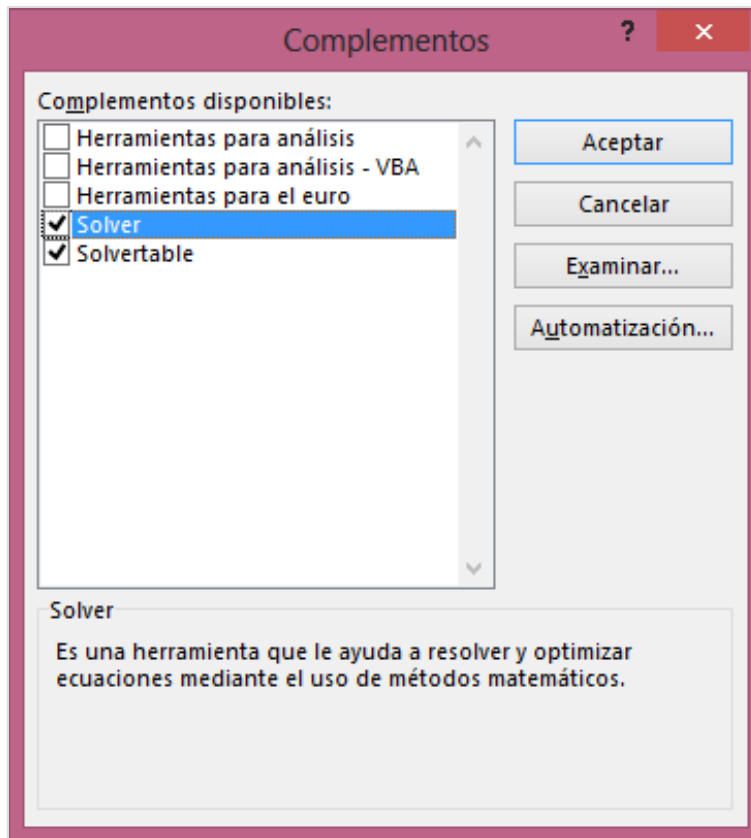 Complementos
?
×
Complementos disponibles:
Herramientas para análisis
Herramientas para análisis - VBA
Herramientas para el euro
Solver
Solvertable
Aceptar
Cancelar
Examinar...
Automatización...
Solver
Es una herramienta que le ayuda a resolver y optimizar
ecuaciones mediante el uso de métodos matemáticos.